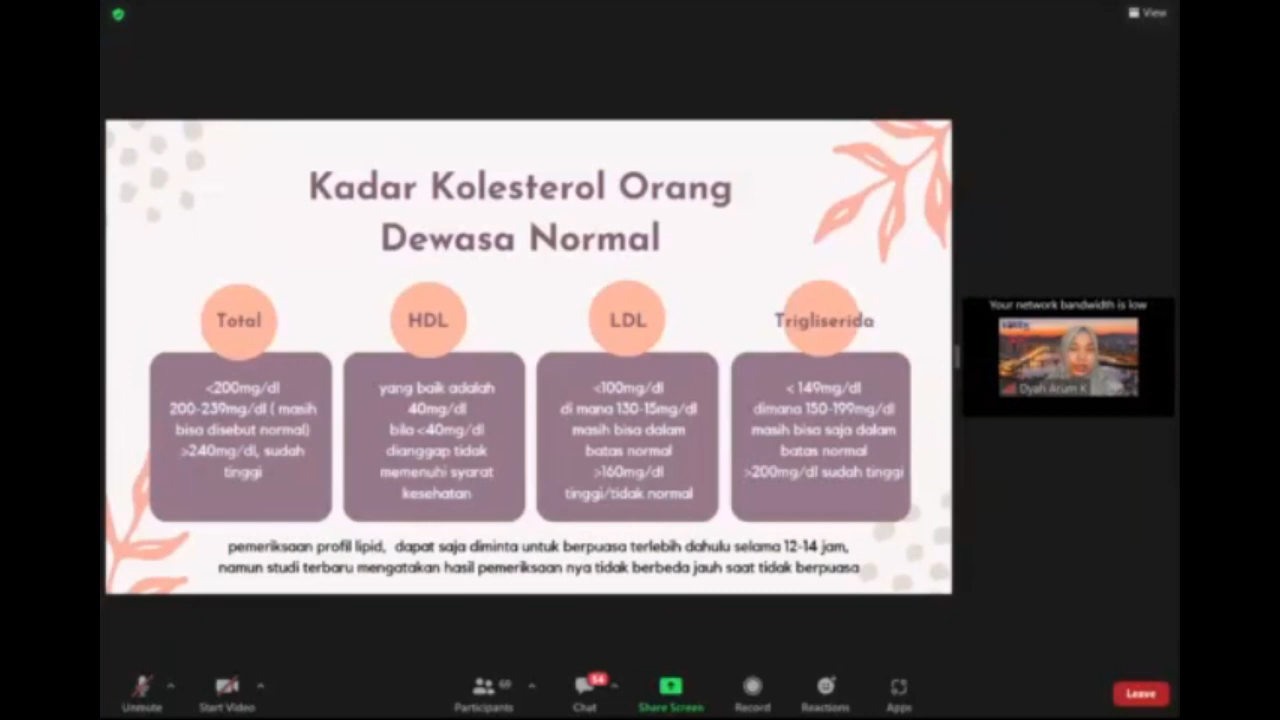 View
Kadar Kolesterol Orang
Dewasa Normal
Total
<200mg/dl
200-239mg/dl ( masih
bisa disebut normal)
>240mg/dl, sudah
tinggi
HDL
yang baik adalah
40mg/dl
bila <40mg/dl
dianggap tidak
memenuhi syarat
kesehatan
LDL
<100mg/dl
di mana 130-15mg/dl
masih bisa dalam
batas normal
>160mg/dl
tinggi/tidak normal
Trigliserida
< 149mg/dl
dimana 150-199mg/dl
masih bisa saja dalam
batas normal
>200mg/dl sudah tinggi
pemeriksaan profil lipid, dapat saja diminta untuk berpuasa terlebih dahulu selama 12-14 jam,
namun studi terbaru mengatakan hasil pemeriksaan nya tidak berbeda jauh saat tidak berpuasa
Your network bandwidth is low
Dyah Arum K
Unmute
Start Video
Participants
Chat
54
Share Screen
Record
Reactions
Apps
Leave